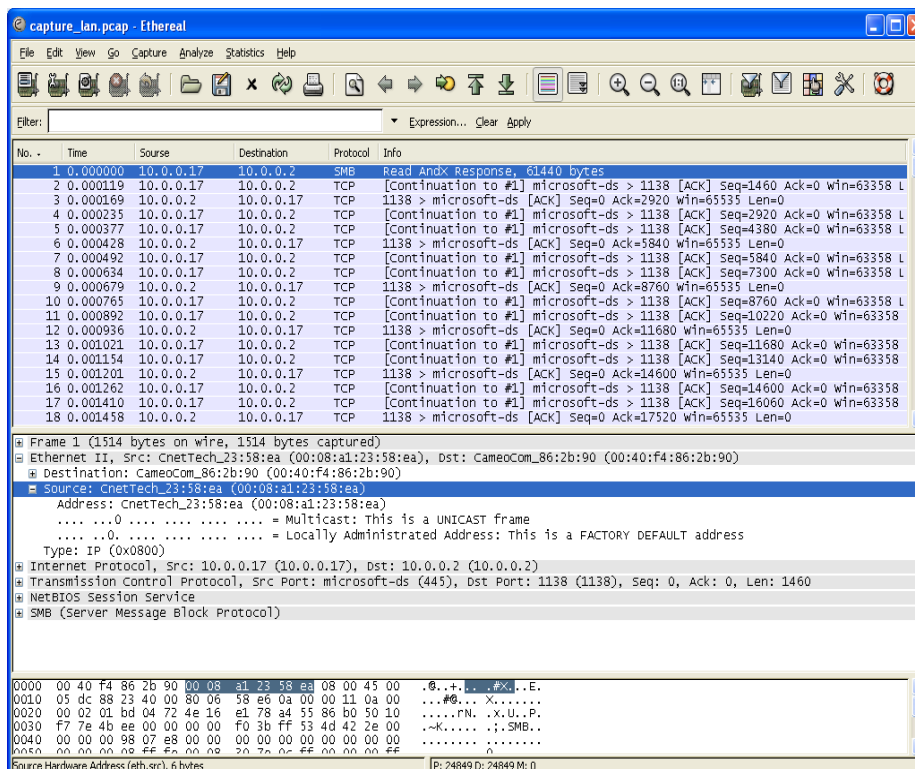 capture_lan.pcap - Ethereal
File Edit View Go Capture Analyze Statistics Help
Filter: Expression... Clear Apply
No. . Time Sourse Destination Protocol Info
1 0.000000 10.0.0.17 10.0.0.2 SMB Read AndX Response, 61440 bytes
2 0.000119 10.0.0.17 10.0.0.2 TCP [Continuation to #1] microsoft-ds > 1138 [ACK] Seq=1460 Ack=0 Win=63358 L
3 0.000169 10.0.0.2 10.0.0.17 TCP 1138 > microsoft-ds [ACK] Seq=0 Ack=2920 Win=65535 Len=0
4 0.000235 10.0.0.17 10.0.0.2 TCP [Continuation to #1] microsoft-ds > 1138 [ACK] Seq=2920 Ack=0 Win=63358 L
5 0.000377 10.0.0.17 10.0.0.2 TCP [Continuation to #1] microsoft-ds > 1138 [ACK] Seq=4380 Ack=0 Win=63358 L
6 0.000428 10.0.0.2 10.0.0.17 TCP 1138 > microsoft-ds [ACK] Seq=0 Ack=5840 Win=65535 Len=0
7 0.000492 10.0.0.17 10.0.0.2 TCP [Continuation to #1] microsoft-ds > 1138 [ACK] Seq=5840 Ack=0 Win=63358 L
8 0.000634 10.0.0.17 10.0.0.2 TCP [Continuation to #1] microsoft-ds > 1138 [ACK] Seq=7300 Ack=0 Win=63358 L
9 0.000679 10.0.0.2 10.0.0.17 TCP 1138 > microsoft-ds [ACK] Seq=0 Ack=8760 Win=65535 Len=0
10 0.000765 10.0.0.17 10.0.0.2 TCP [Continuation to #1] microsoft-ds > 1138 [ACK] Seq=8760 Ack=0 Win=63358 L
11 0.000892 10.0.0.17 10.0.0.2 TCP [Continuation to #1] microsoft-ds > 1138 [ACK] Seq=10220 Ack=0 Win=63358
12 0.000936 10.0.0.2 10.0.0.17 TCP 1138 > microsoft-ds [ACK] Seq=0 Ack=11680 Win=65535 Len=0
13 0.001021 10.0.0.17 10.0.0.2 TCP [Continuation to #1] microsoft-ds > 1138 [ACK] Seq=11680 Ack=0 Win=63358
14 0.001154 10.0.0.17 10.0.0.2 TCP [Continuation to #1] microsoft-ds > 1138 [ACK] Seq=13140 Ack=0 Win=63358
15 0.001201 10.0.0.2 10.0.0.17 TCP 1138 > microsoft-ds [ACK] Seq=0 Ack=14600 Win=65535 Len=0
16 0.001262 10.0.0.17 10.0.0.2 TCP [Continuation to #1] microsoft-ds > 1138 [ACK] Seq=14600 Ack=0 Win=63358
17 0.001410 10.0.0.17 10.0.0.2 TCP [Continuation to #1] microsoft-ds > 1138 [ACK] Seq=16060 Ack=0 Win=63358
18 0.001458 10.0.0.2 10.0.0.17 TCP 1138 > microsoft-ds [ACK] Seq=0 Ack=17520 Win=65535 Len=0
Frame 1 (1514 bytes on wire, 1514 bytes captured)
Ethernet II, Src: CnetTech_23:58:ea (00:08:a1:23:58:ea), Dst: CameoCom_86:2b:90 (00:40:f4:86:2b:90)
Destination: CameoCom_86:2b:90 (00:40:f4:86:2b:90)
Source: CnetTech_23:58:ea (00:08:a1:23:58:ea)
Address: CnetTech_23:58:ea (00:08:a1:23:58:ea)
.... ...0 .... .... .... .... = Multicast: This is a UNICAST frame
.... ..0. .... .... .... .... = Locally Administrated Address: This is a FACTORY DEFAULT address
Type: IP (0x0800)
Internet Protocol, Src: 10.0.0.17 (10.0.0.17), Dst: 10.0.0.2 (10.0.0.2)
Transmission Control Protocol, Src Port: microsoft-ds (445), Dst Port: 1138 (1138), Seq: 0, Ack: 0, Len: 1460
NetBIOS Session Service
SMB (Server Message Block Protocol)
0000 00 40 f4 86 2b 90 00 08 a1 23 58 ea 08 00 45 00 .@..+.... .#X...E.
0010 05 dc 88 23 40 00 80 06 58 e6 0a 00 00 11 0a 00 ...#@... X.......
0020 00 02 01 bd 04 72 4e 16 e1 78 a4 55 86 b0 50 10 .....rN. .x.U..P.
0030 f7 7e 4b ee 00 00 00 00 f0 3b ff 53 4d 42 2e 00 .~K..... .;.SMB..
0040 00 00 00 98 07 e8 00 00 00 00 00 00 00 00 00 00 ........ ........
Source Hardware Address (eth.src), 6 bytes P: 24849 D: 24849 M: 0